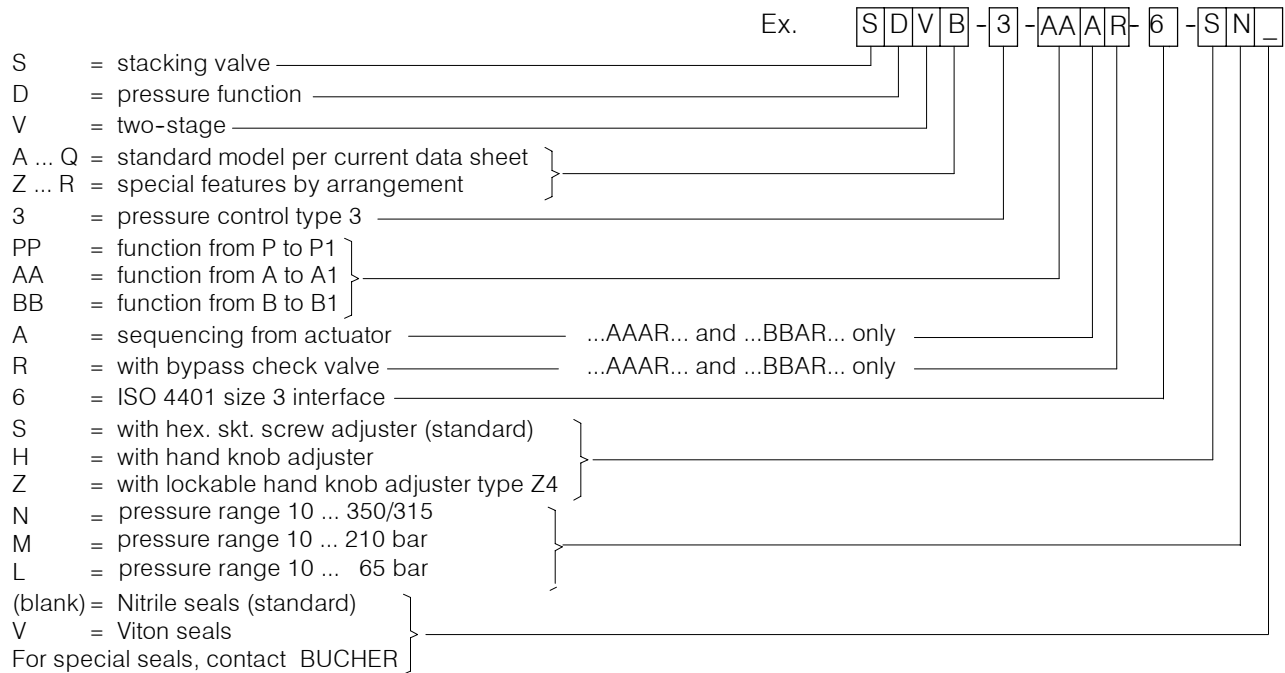 Ex. SDVB-3-AAAR-6-SN_
S = stacking valve
D = pressure function
V = two-stage
A ... Q = standard model per current data sheet
Z ... R = special features by arrangement
3 = pressure control type 3
PP = function from P to P1
AA = function from A to A1
BB = function from B to B1
A = sequencing from actuator ...AAAR... and ...BBAR... only
R = with bypass check valve ...AAAR... and ...BBAR... only
6 = ISO 4401 size 3 interface
S = with hex. skt. screw adjuster (standard)
H = with hand knob adjuster
Z = with lockable hand knob adjuster type Z4
N = pressure range 10 ... 350/315
M = pressure range 10 ... 210 bar
L = pressure range 10 ... 65 bar
(blank) = Nitrile seals (standard)
V = Viton seals
For special seals, contact BUCHER